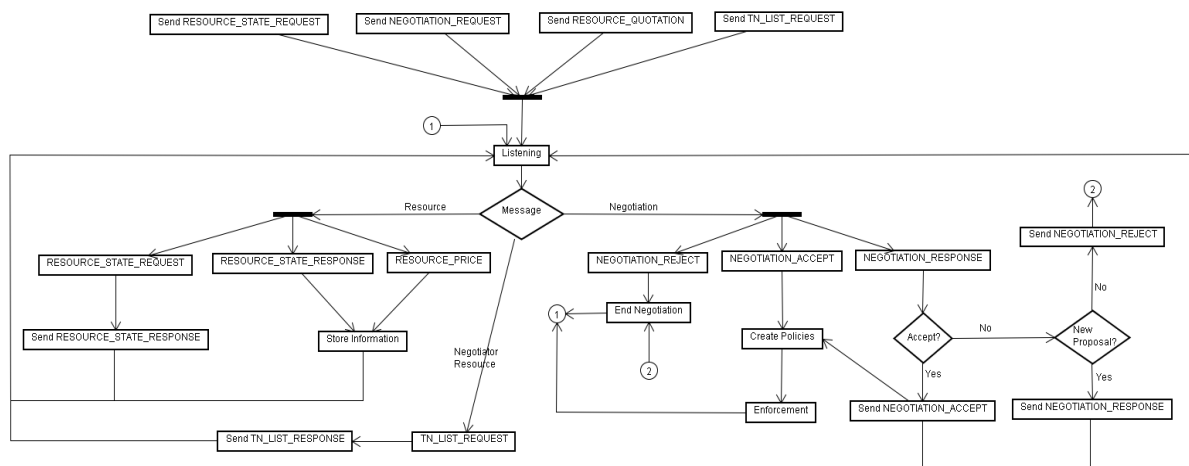 Send RESOURCE_STATE_REQUEST
Send NEGOTIATION_REQUEST
Send RESOURCE_QUOTATION
Send TN_LIST_REQUEST
1
Listening
Message
Resource
Negotiation
2
Send NEGOTIATION_REJECT
RESOURCE_STATE_REQUEST
RESOURCE_STATE_RESPONSE
RESOURCE_PRICE
NEGOTIATION_REJECT
NEGOTIATION_ACCEPT
NEGOTIATION_RESPONSE
No
1
End Negotiation
Send RESOURCE_STATE_RESPONSE
Store Information
Create Policies
Accept?
No
New
Proposal?
Negotiator
Resource
2
Yes
Yes
Enforcement
Send NEGOTIATION_ACCEPT
Send NEGOTIATION_RESPONSE
Send TN_LIST_RESPONSE
TN_LIST_REQUEST